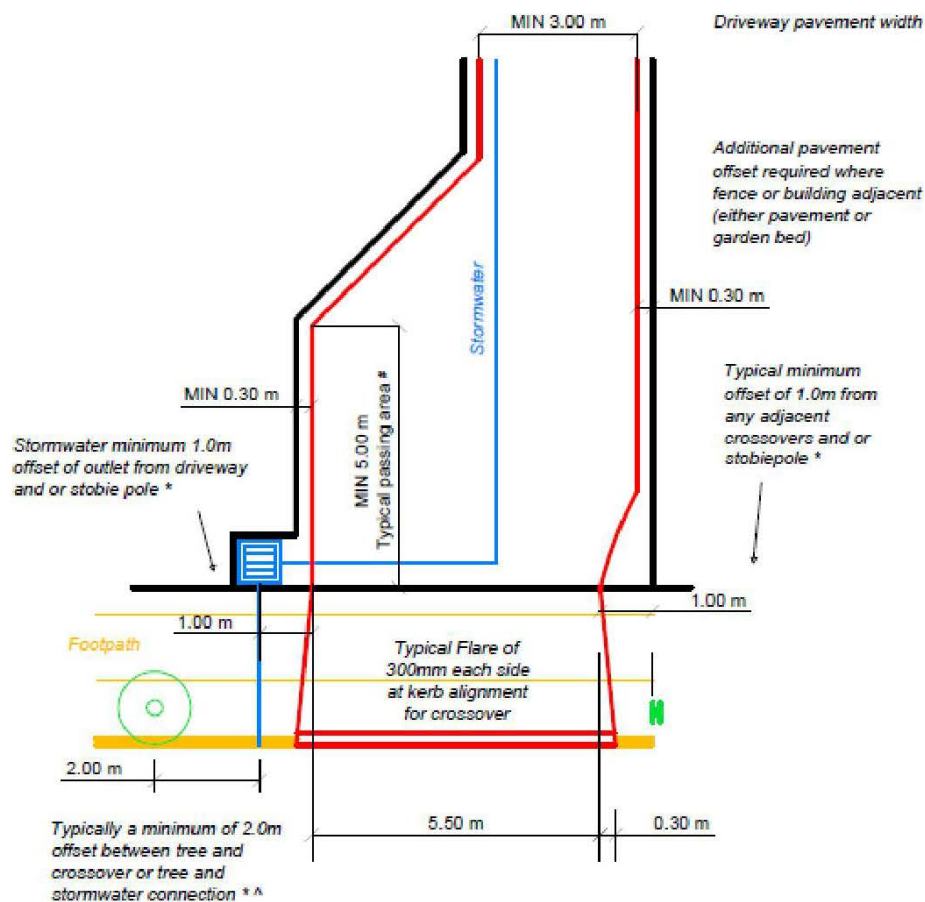 MIN 3.00 m
Driveway pavement width
Additional pavement
offset required where
fence or building adjacent
(either pavement or
garden bed)
Stormwater
MIN 0.30 m
MIN 0.30 m
Typical minimum
offset of 1.0m from
any adjacent
crossovers and or
stobiepole *
MIN 5.00 m
Typical passing area #
Stormwater minimum 1.0m
offset of outlet from driveway
and or stobie pole *
1.00 m
1.00 m
Footpath
Typical Flare of
300mm each side
at kerb alignment
for crossover
2.00 m
5.50 m
0.30 m
Typically a minimum of 2.0m
offset between tree and
crossover or tree and
stormwater connection * ^